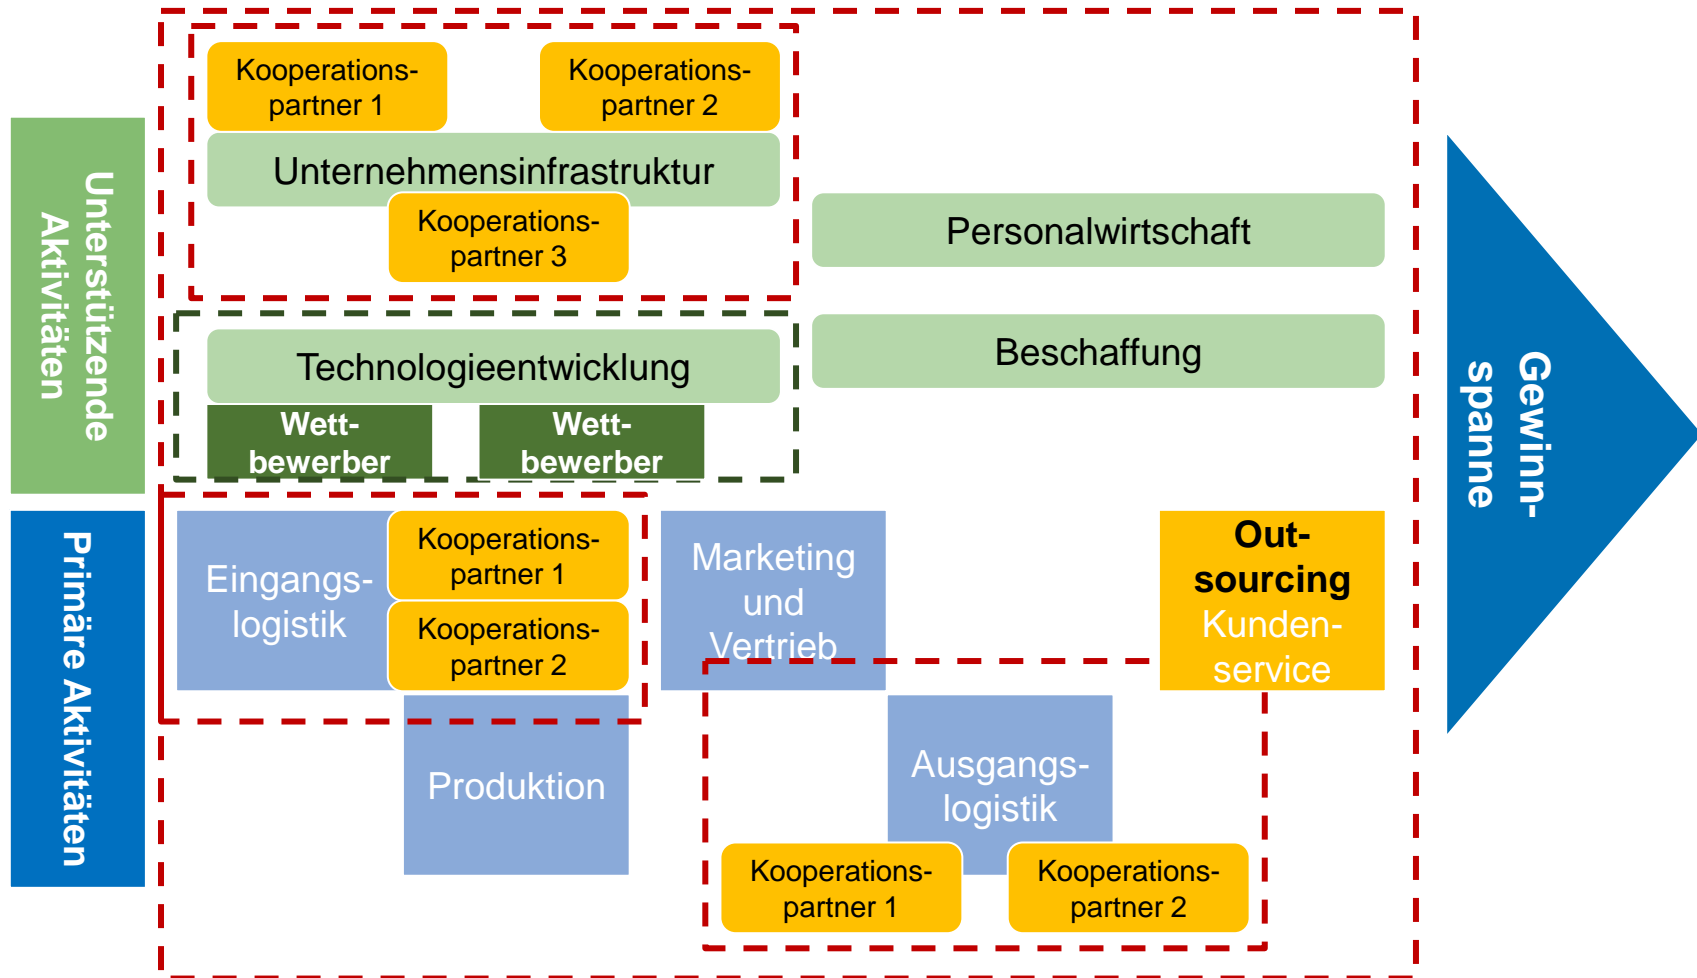 Unterstützende
Aktivitäten
Kooperations-
partner 1
Kooperations-
partner 2
Unternehmensinfrastruktur
Kooperations-
partner 3
Personalwirtschaft
Technologieentwicklung
Beschaffung
Wett-
bewerber
Wett-
bewerber
Primäre Aktivitäten
Eingangs-
logistik
Kooperations-
partner 1
Kooperations-
partner 2
Produktion
Marketing
und
Vertrieb
Ausgangs-
logistik
Kooperations-
partner 1
Kooperations-
partner 2
Out-
sourcing
Kunden-
service
Gewinn-
spanne